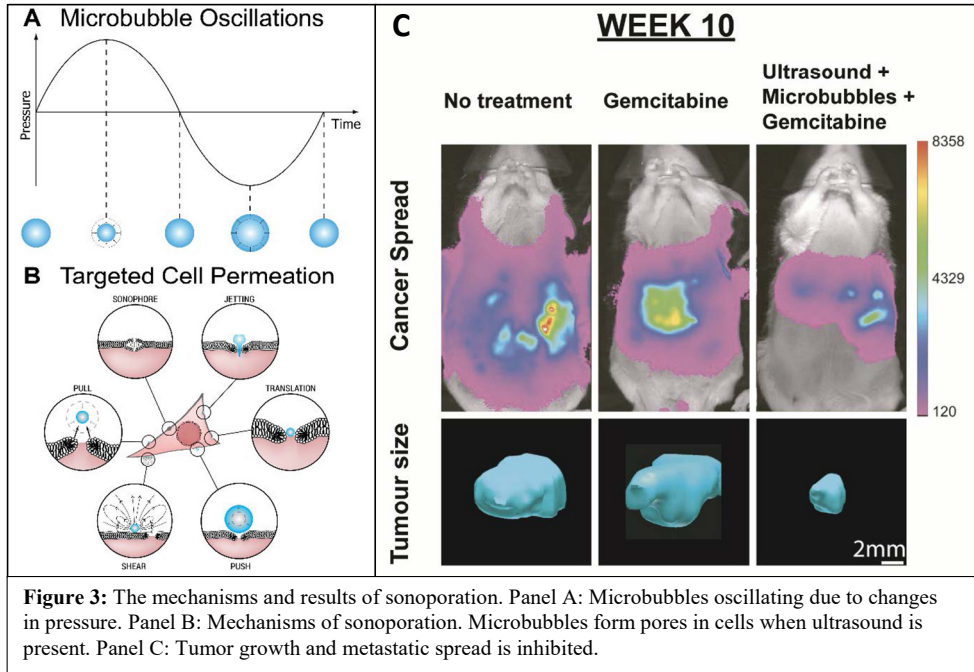 A Microbubble Oscillations
Pressure
Time
B Targeted Cell Permeation
SONOPHORE
JETTING
PULL
TRANSLATION
SHEAR
PUSH
C WEEK 10
No treatment
Gemcitabine
Ultrasound +
Microbubbles +
Gemcitabine
Cancer Spread
8358
4329
120
Tumour size
2mm
Figure 3: The mechanisms and results of sonoporation. Panel A: Microbubbles oscillating due to changes
in pressure. Panel B: Mechanisms of sonoporation. Microbubbles form pores in cells when ultrasound is
present. Panel C: Tumor growth and metastatic spread is inhibited.